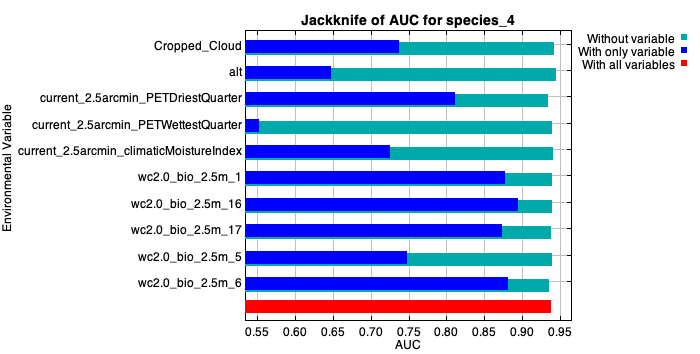 Jackknife of AUC for species_4
Without variable
With only variable
With all variables
Environmental Variable
Cropped_Cloud
alt
current_2.5arcmin_PETDriestQuarter
current_2.5arcmin_PETWettestQuarter
current_2.5arcmin_climaticMoistureIndex
wc2.0_bio_2.5m_1
wc2.0_bio_2.5m_16
wc2.0_bio_2.5m_17
wc2.0_bio_2.5m_5
wc2.0_bio_2.5m_6
0.55 0.60 0.65 0.70 0.75 0.80 0.85 0.90 0.95
AUC